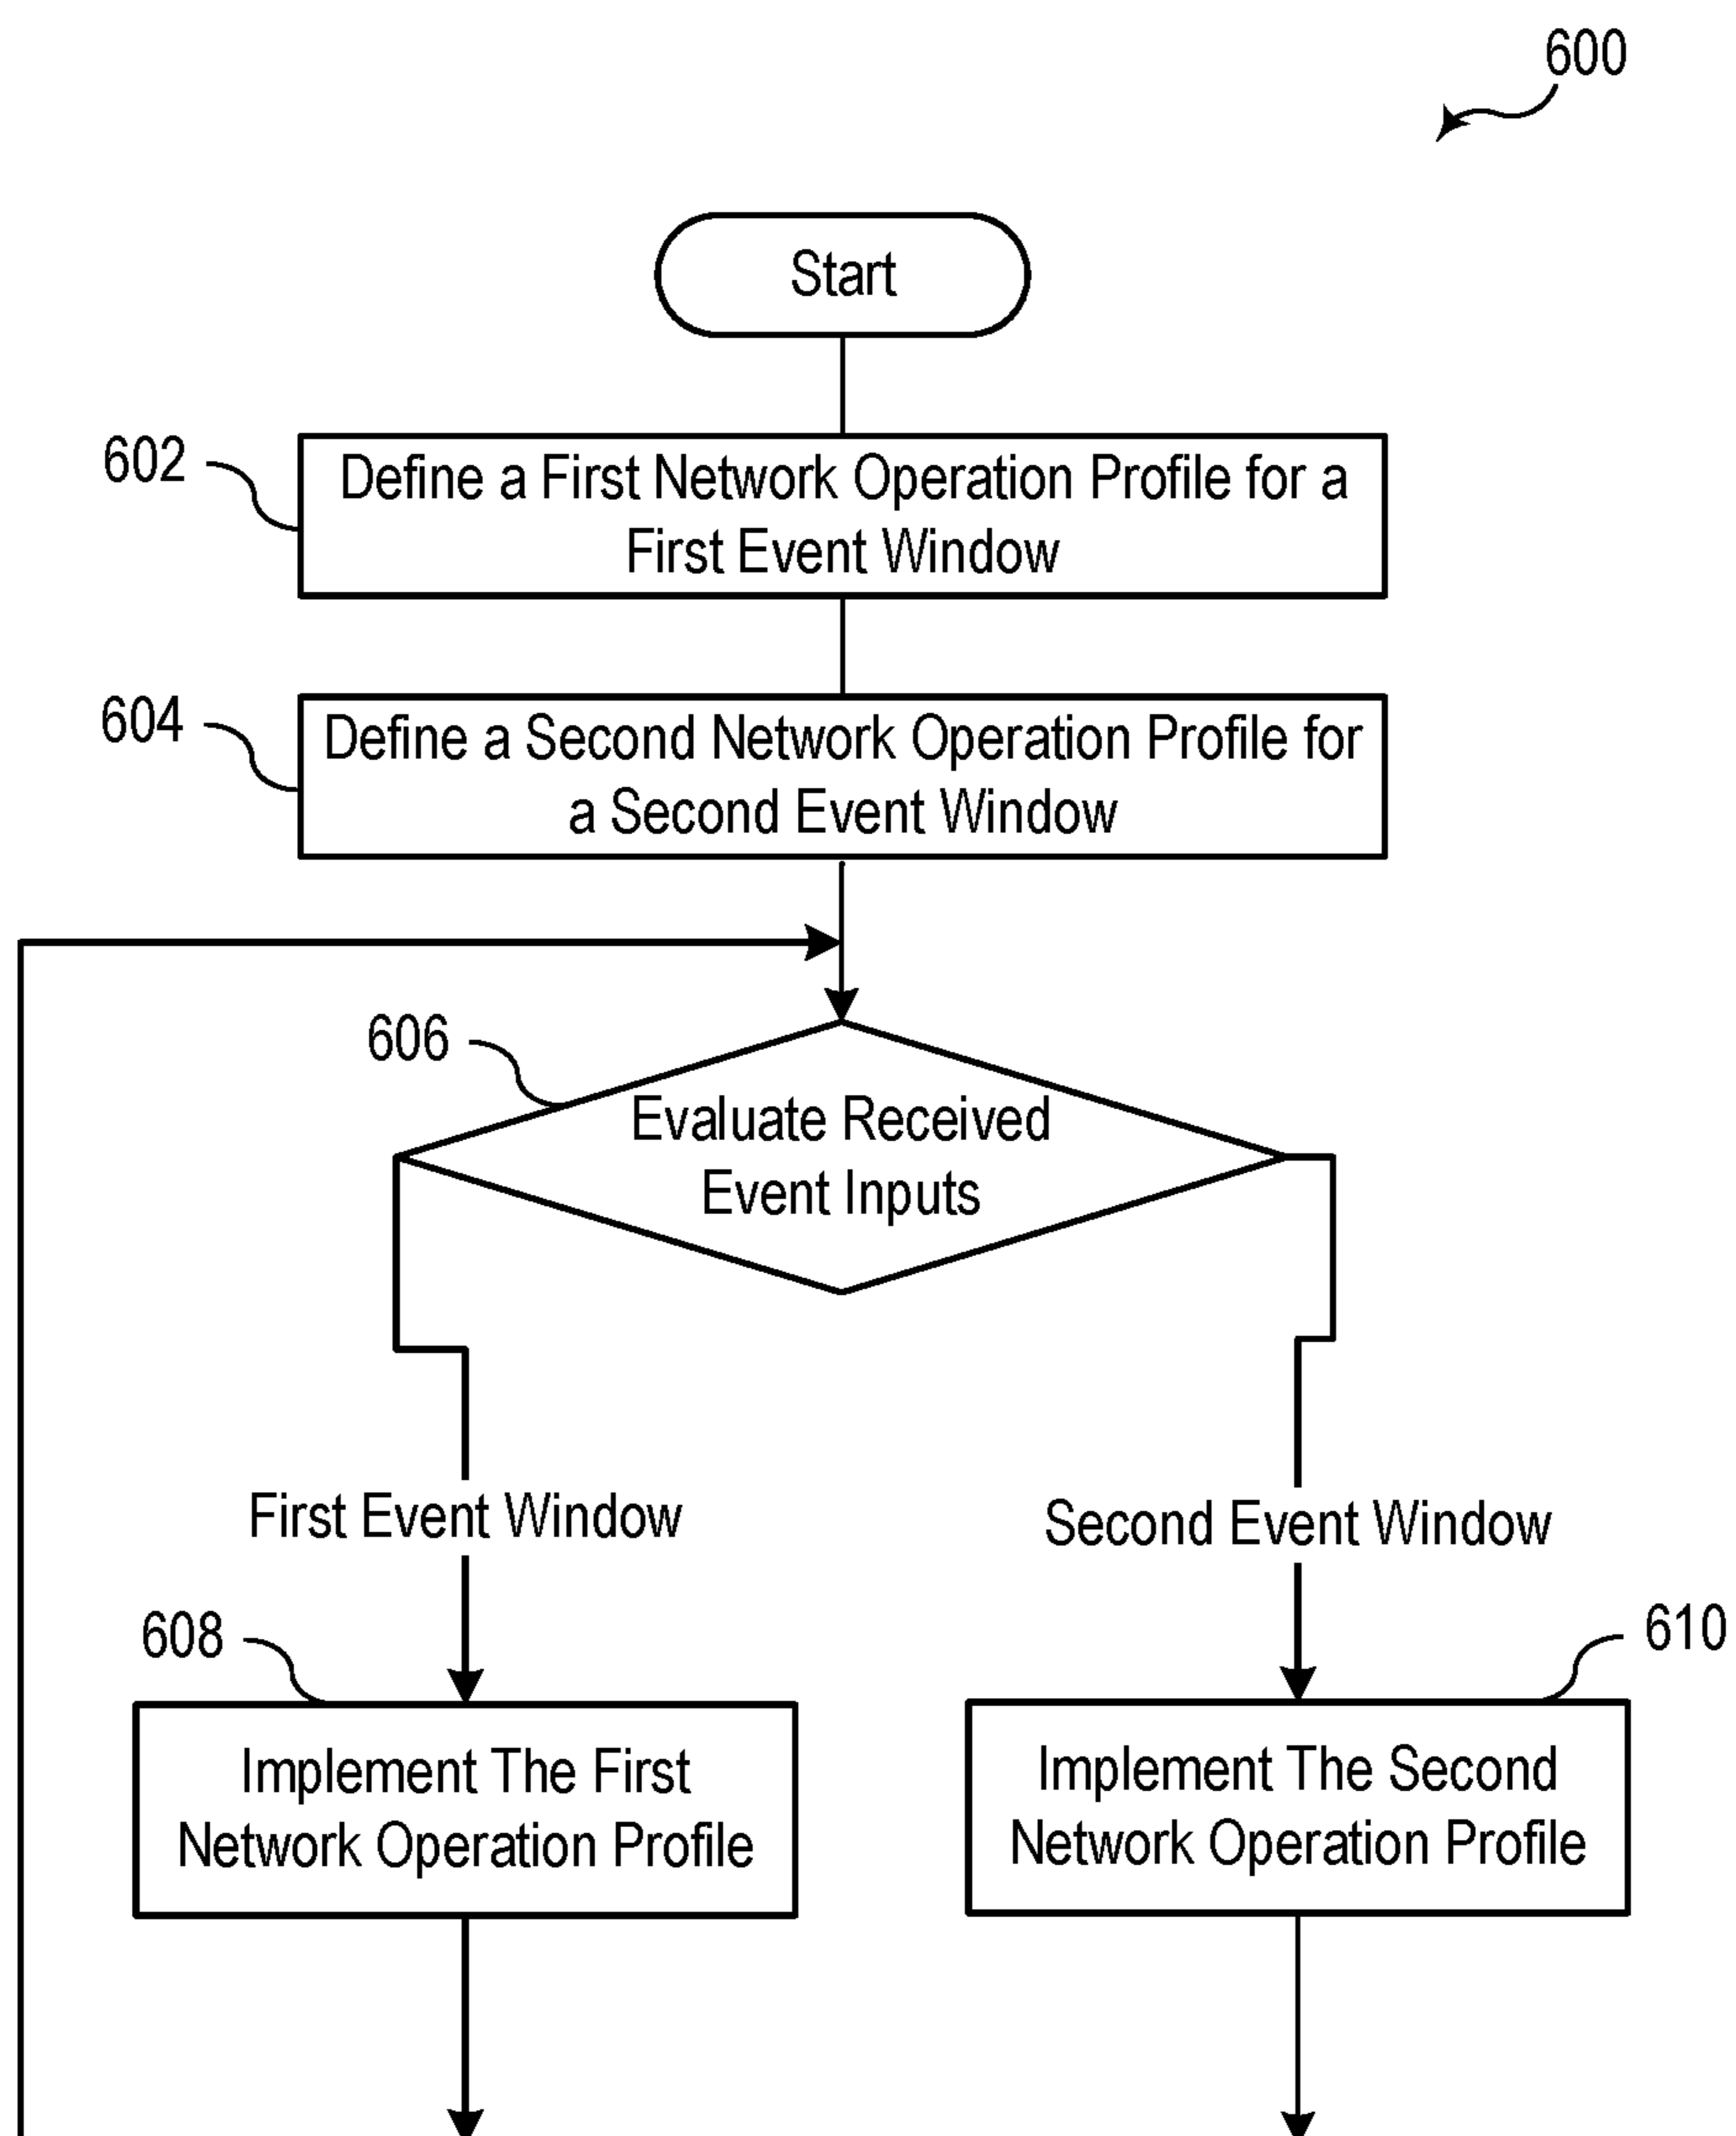 600
Start
602
Define a First Network Operation Profile for a
First Event Window
604
Define a Second Network Operation Profile for
a Second Event Window
606
Evaluate Received
Event Inputs
First Event Window
Second Event Window
608
610
Implement The First
Network Operation Profile
Implement The Second
Network Operation Profile